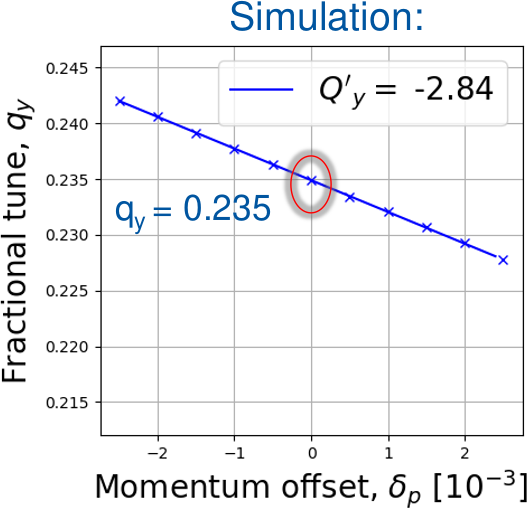 Simulation:
Q'y = -2.84
Fractional tune, qy
0.245
0.240
0.235
0.230
0.225
0.220
0.215
qy = 0.235
−2
−1
0
1
2
Momentum offset, δp [10⁻³]